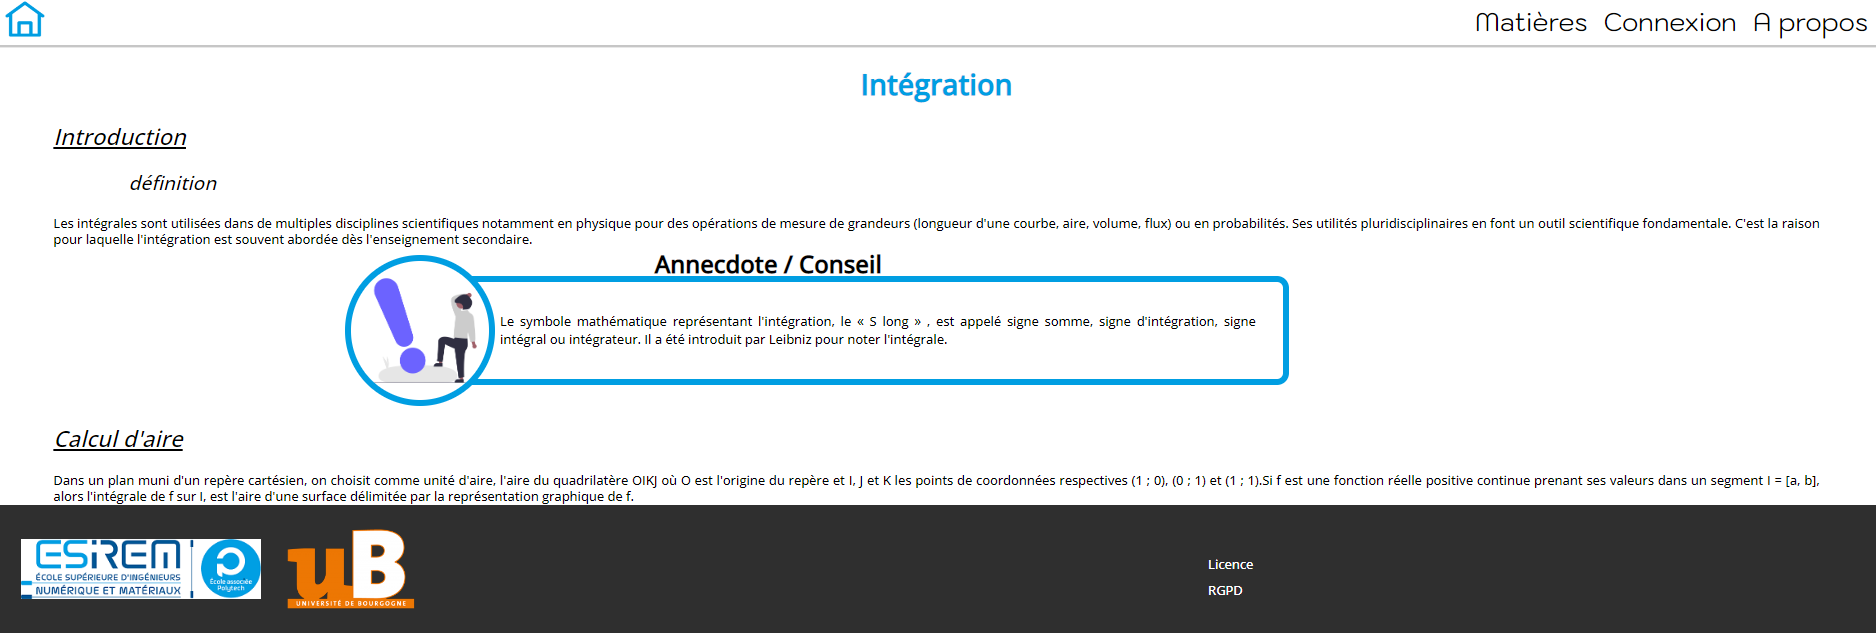 Matières Connexion A propos
Intégration
Introduction
définition
Les intégrales sont utilisées dans de multiples disciplines scientifiques notamment en physique pour des opérations de mesure de grandeurs (longueur d'une courbe, aire, volume, flux) ou en probabilités. Ses utilités pluridisciplinaires en font un outil scientifique fondamentale. C'est la raison
pour laquelle l'intégration est souvent abordée dès l'enseignement secondaire.
Annecdote / Conseil
Le symbole mathématique représentant l'intégration, le « S long » , est appelé signe somme, signe d'intégration, signe
intégral ou intégrateur. Il a été introduit par Leibniz pour noter l'intégrale.
Calcul d'aire
Dans un plan muni d'un repère cartésien, on choisit comme unité d'aire, l'aire du quadrilatère OIKJ où O est l'origine du repère et I, J et K les points de coordonnées respectives (1 ; 0), (0 ; 1) et (1 ; 1).Si f est une fonction réelle positive continue prenant ses valeurs dans un segment I = [a, b],
alors l'intégrale de f sur I, est l'aire d'une surface délimitée par la représentation graphique de f.
ESIREM
ÉCOLE SUPÉRIEURE D'INGÉNIEURS
NUMÉRIQUE ET MATÉRIAUX
École associée
Polytech
uB
UNIVERSITÉ DE BOURGOGNE
Licence
RGPD